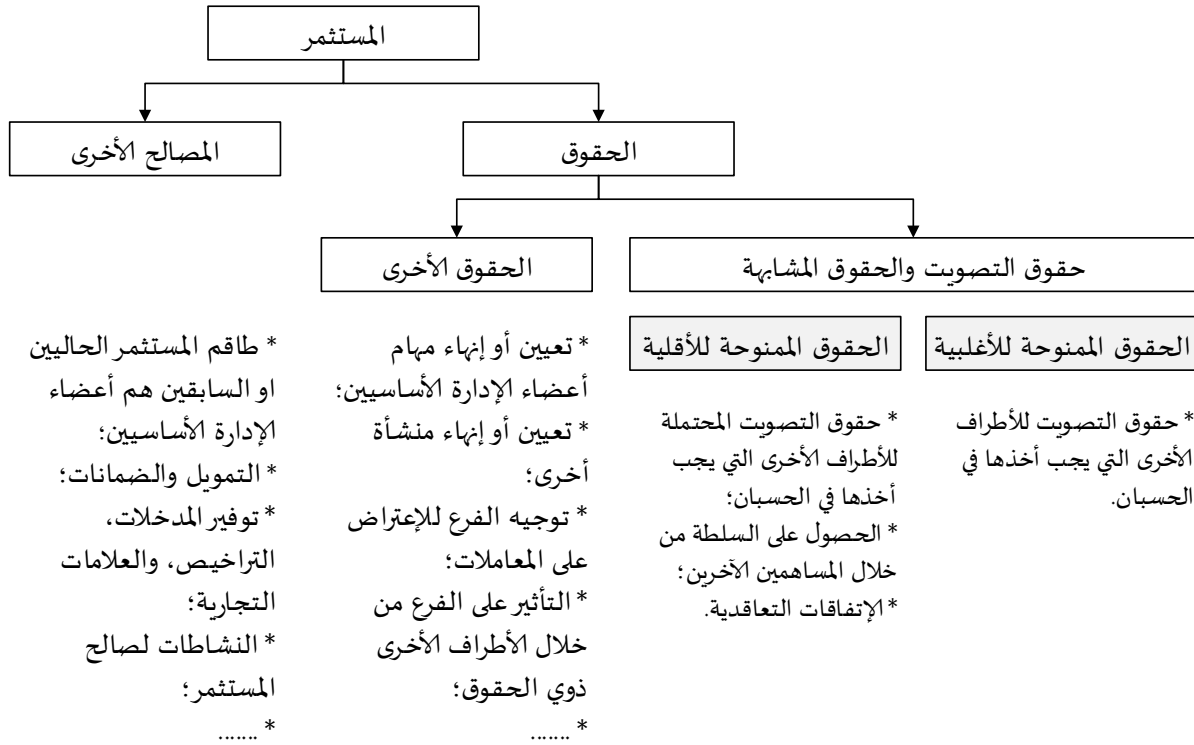 المستثمر
الحقوق
المصالح الأخرى
حقوق التصويت والحقوق المشابهة
الحقوق الأخرى
الحقوق الممنوحة للأغلبية
* حقوق التصويت للأطراف
الأخرى التي يجب أخذها في
الحسبان.
الحقوق الممنوحة للأقلية
* حقوق التصويت المحتملة
للأطراف الأخرى التي يجب
أخذها في الحسبان؛
* الحصول على السلطة من
خلال المساهمين الآخرين؛
* الإتفاقات التعاقدية.
* تعيين أو إنهاء مهام
أعضاء الإدارة الأساسيين؛
* تعيين أو إنهاء منشأة
أخرى؛
* توجيه الفرع للإعتراض
على المعاملات؛
* التأثير على الفرع من
خلال الأطراف الأخرى
ذوي الحقوق؛
* .......
* طاقم المستثمر الحاليين
او السابقين هم أعضاء
الإدارة الأساسيين؛
* التمويل والضمانات؛
* توفير المدخلات،
التراخيص، والعلامات
التجارية؛
* النشاطات لصالح
المستثمر؛
* .......